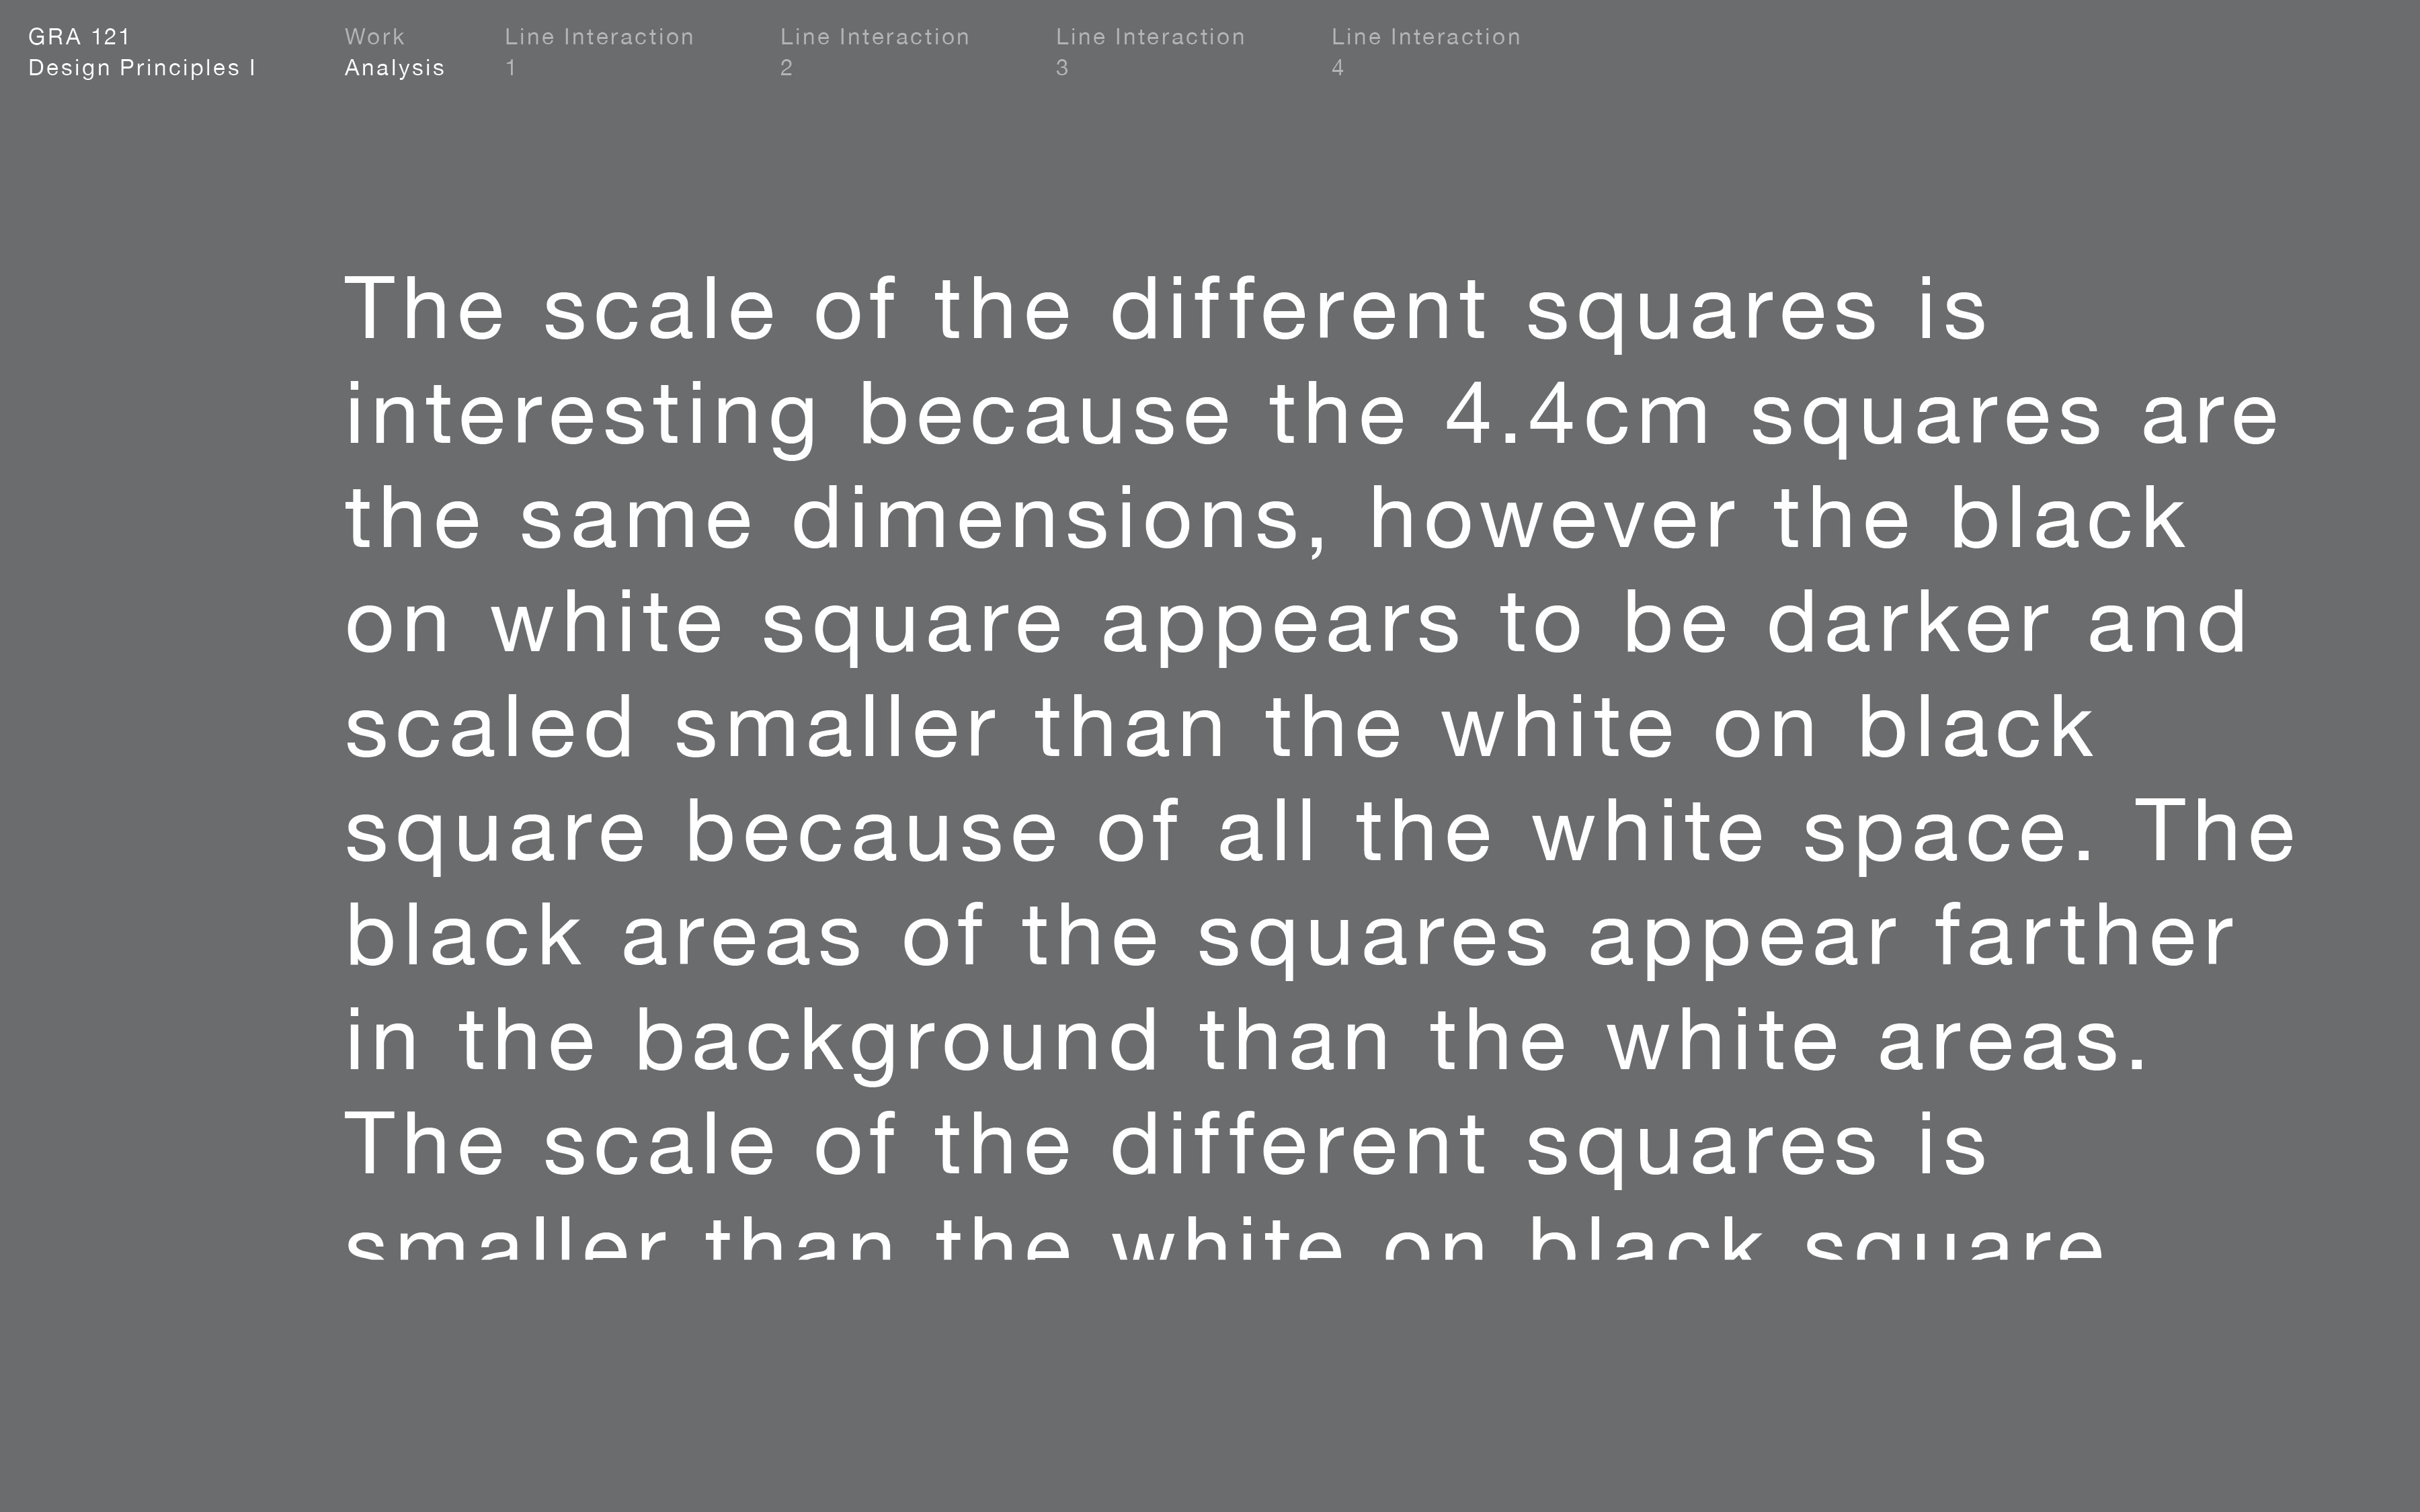 GRA 121
Design Principles I
Work
Analysis
Line Interaction
1
Line Interaction
2
Line Interaction
3
Line Interaction
4
The scale of the different squares is
interesting because the 4.4cm squares are
the same dimensions, however the black
on white square appears to be darker and
scaled smaller than the white on black
square because of all the white space. The
black areas of the squares appear farther
in the background than the white areas.
The scale of the different squares is
smaller than the white on black square